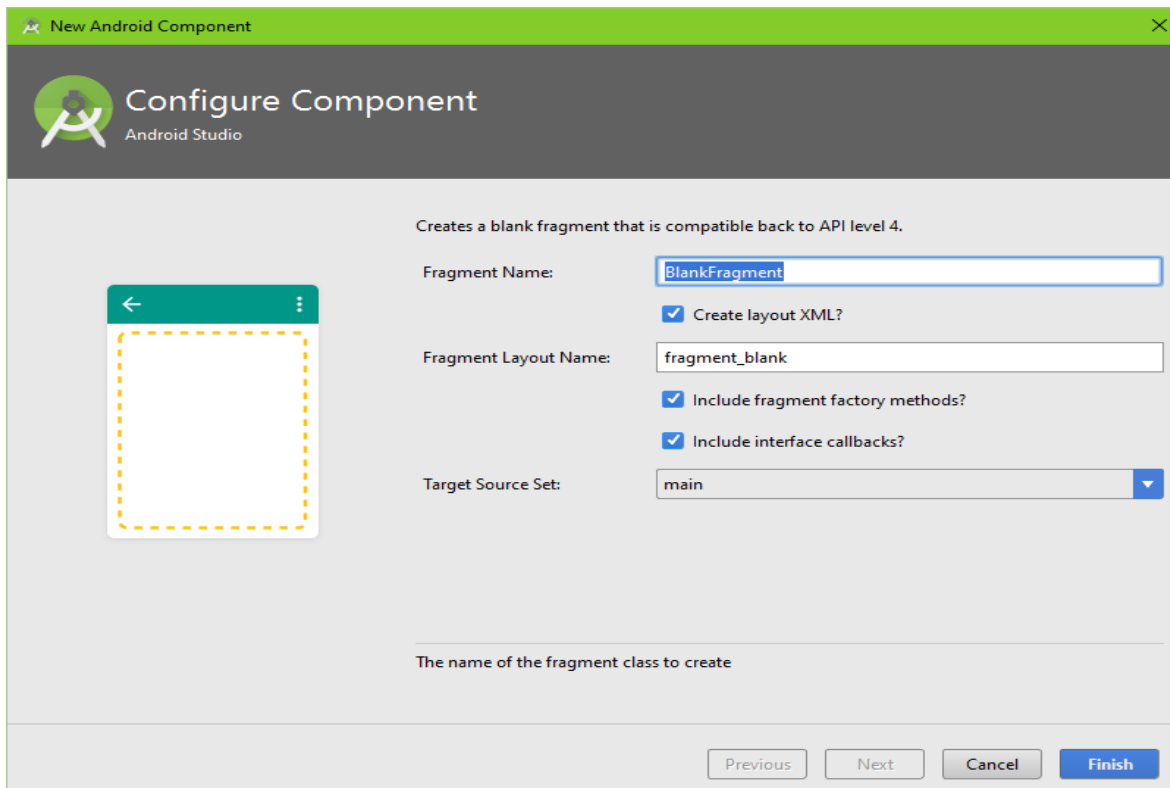 New Android Component
Configure Component
Android Studio
Creates a blank fragment that is compatible back to API level 4.
Fragment Name:
BlankFragment
Create layout XML?
Fragment Layout Name:
fragment_blank
Include fragment factory methods?
Include interface callbacks?
Target Source Set:
main
The name of the fragment class to create
Previous
Next
Cancel
Finish